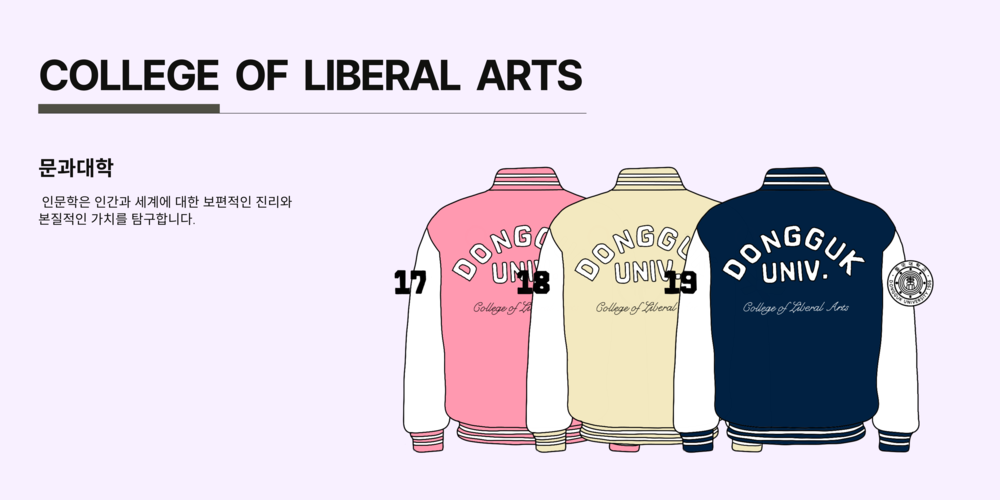 COLLEGE OF LIBERAL ARTS
문과대학
인문학은 인간과 세계에 대한 보편적인 진리와
본질적인 가치를 탐구합니다.
DONGG
UNIV
College of Li
17
DONGGU
UNIV.
College of Liberal
18
DONGGUK
UNIV.
College of Liberal Arts
19
DONGGUK UNIVERSITY